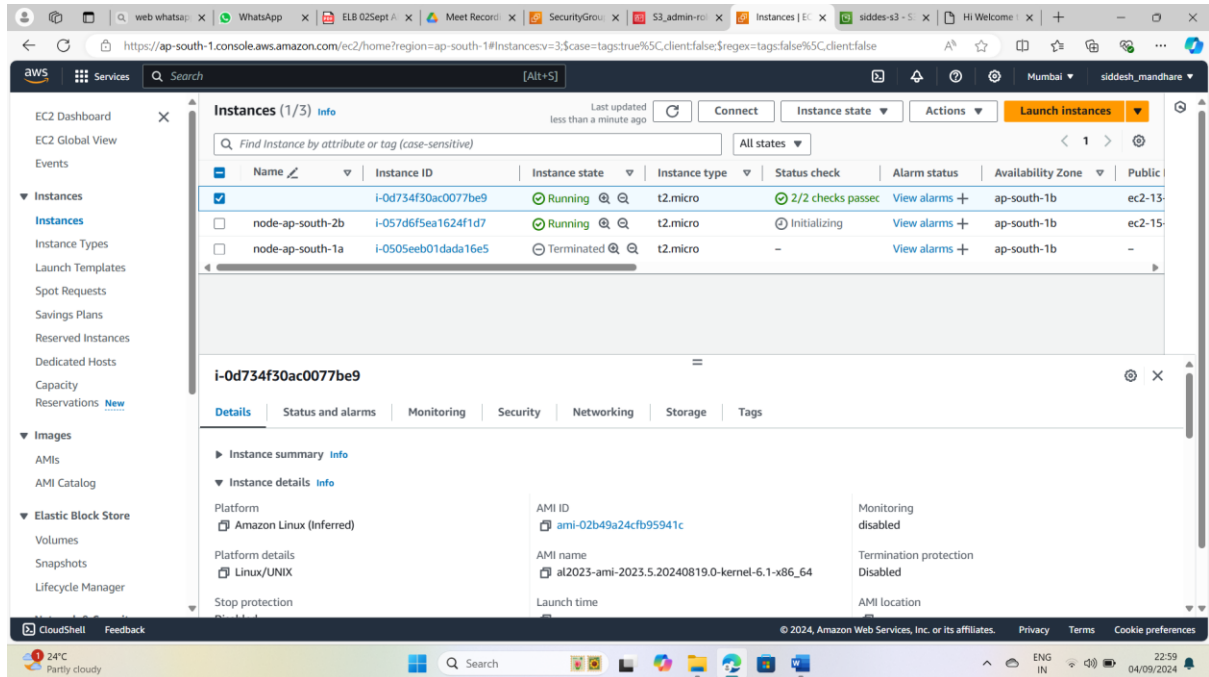 web whatsap
WhatsApp
ELB 02Sept A
Meet Recordi
SecurityGrou
S3_admin-rol
Instances | EC
siddes-s3 - S
Hi Welcome
https://ap-south-1.console.aws.amazon.com/ec2/home?region=ap-south-1#Instances:v=3;$case=tags:true%5C,client:false;$regex=tags:false%5C,client:false
aws Services Search [Alt+S] Mumbai ▼ siddesh_mandhare ▼
EC2 Dashboard
EC2 Global View
Events
Instances
Instances
Instance Types
Launch Templates
Spot Requests
Savings Plans
Reserved Instances
Dedicated Hosts
Capacity
Reservations New
Images
AMIs
AMI Catalog
Elastic Block Store
Volumes
Snapshots
Lifecycle Manager
Instances (1/3) Info
Last updated
less than a minute ago
Connect Instance state ▼ Actions ▼ Launch instances
Find Instance by attribute or tag (case-sensitive) All states ▼ 1
Name Instance ID Instance state Instance type Status check Alarm status Availability Zone Public
i-0d734f30ac0077be9 Running t2.micro 2/2 checks passec View alarms + ap-south-1b ec2-13-
node-ap-south-2b i-057d6f5ea1624f1d7 Running t2.micro Initializing View alarms + ap-south-1b ec2-15-
node-ap-south-1a i-0505eeb01dada16e5 Terminated t2.micro – View alarms + ap-south-1b –
i-0d734f30ac0077be9
Details Status and alarms Monitoring Security Networking Storage Tags
Instance summary Info
Instance details Info
Platform
Amazon Linux (Inferred)
AMI ID
ami-02b49a24cfb95941c
Monitoring
disabled
Platform details
Linux/UNIX
AMI name
al2023-ami-2023.5.20240819.0-kernel-6.1-x86_64
Termination protection
Disabled
Stop protection
Launch time
AMI location
CloudShell Feedback © 2024, Amazon Web Services, Inc. or its affiliates. Privacy Terms Cookie preferences
1
24°C
Partly cloudy
Search
ENG
IN
22:59
04/09/2024